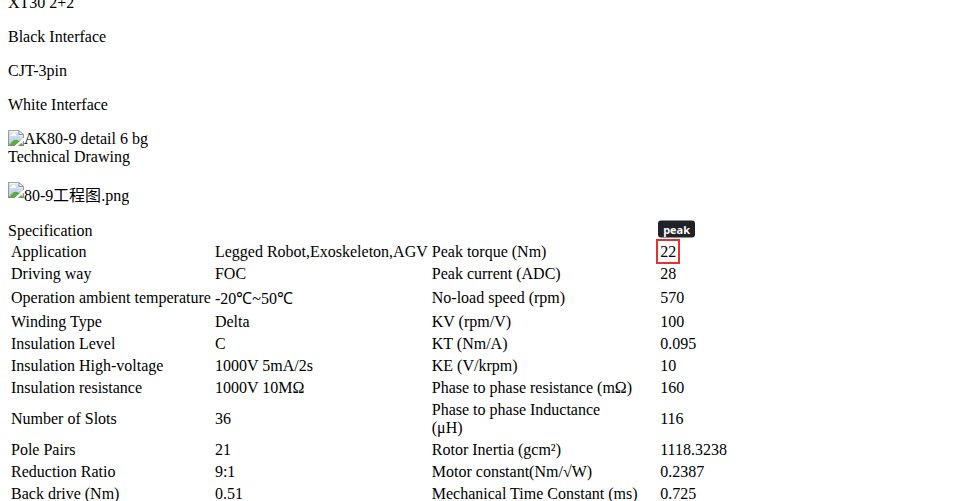 XT30 2+2
Black Interface
CJT-3pin
White Interface
AK80-9 detail 6 bg
Technical Drawing
80-9工程图.png
Specification
peak
Application Legged Robot,Exoskeleton,AGV Peak torque (Nm) 22
Driving way FOC Peak current (ADC) 28
Operation ambient temperature -20℃~50℃ No-load speed (rpm) 570
Winding Type Delta KV (rpm/V) 100
Insulation Level C KT (Nm/A) 0.095
Insulation High-voltage 1000V 5mA/2s KE (V/krpm) 10
Insulation resistance 1000V 10MΩ Phase to phase resistance (mΩ) 160
Number of Slots 36 Phase to phase Inductance (μH) 116
Pole Pairs 21 Rotor Inertia (gcm²) 1118.3238
Reduction Ratio 9:1 Motor constant(Nm/√W) 0.2387
Back drive (Nm) 0.51 Mechanical Time Constant (ms) 0.725